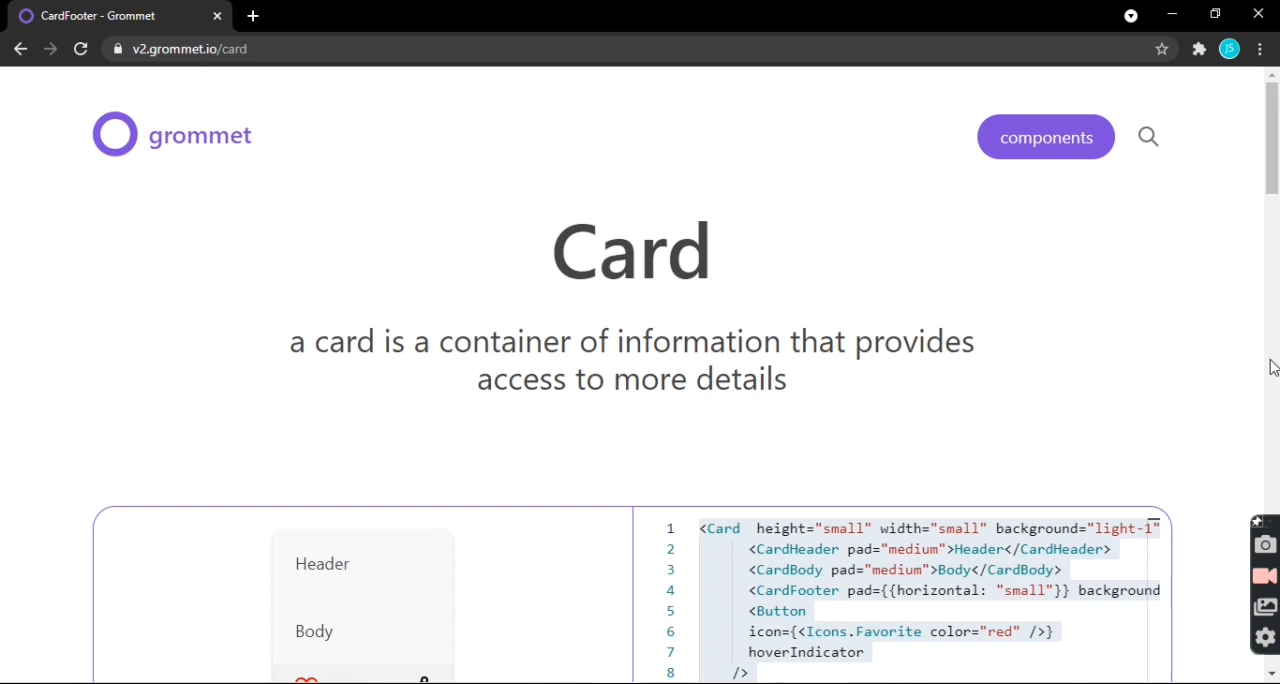 CardFooter - Grommet
v2.grommet.io/card
JS
grommet
components
Card
a card is a container of information that provides
access to more details
Header
Body
1 <Card height="small" width="small" background="light-1"
2 <CardHeader pad="medium">Header</CardHeader>
3 <CardBody pad="medium">Body</CardBody>
4 <CardFooter pad={{horizontal: "small"}} background
5 <Button
6 icon={<Icons.Favorite color="red" />}
7 hoverIndicator
8 />